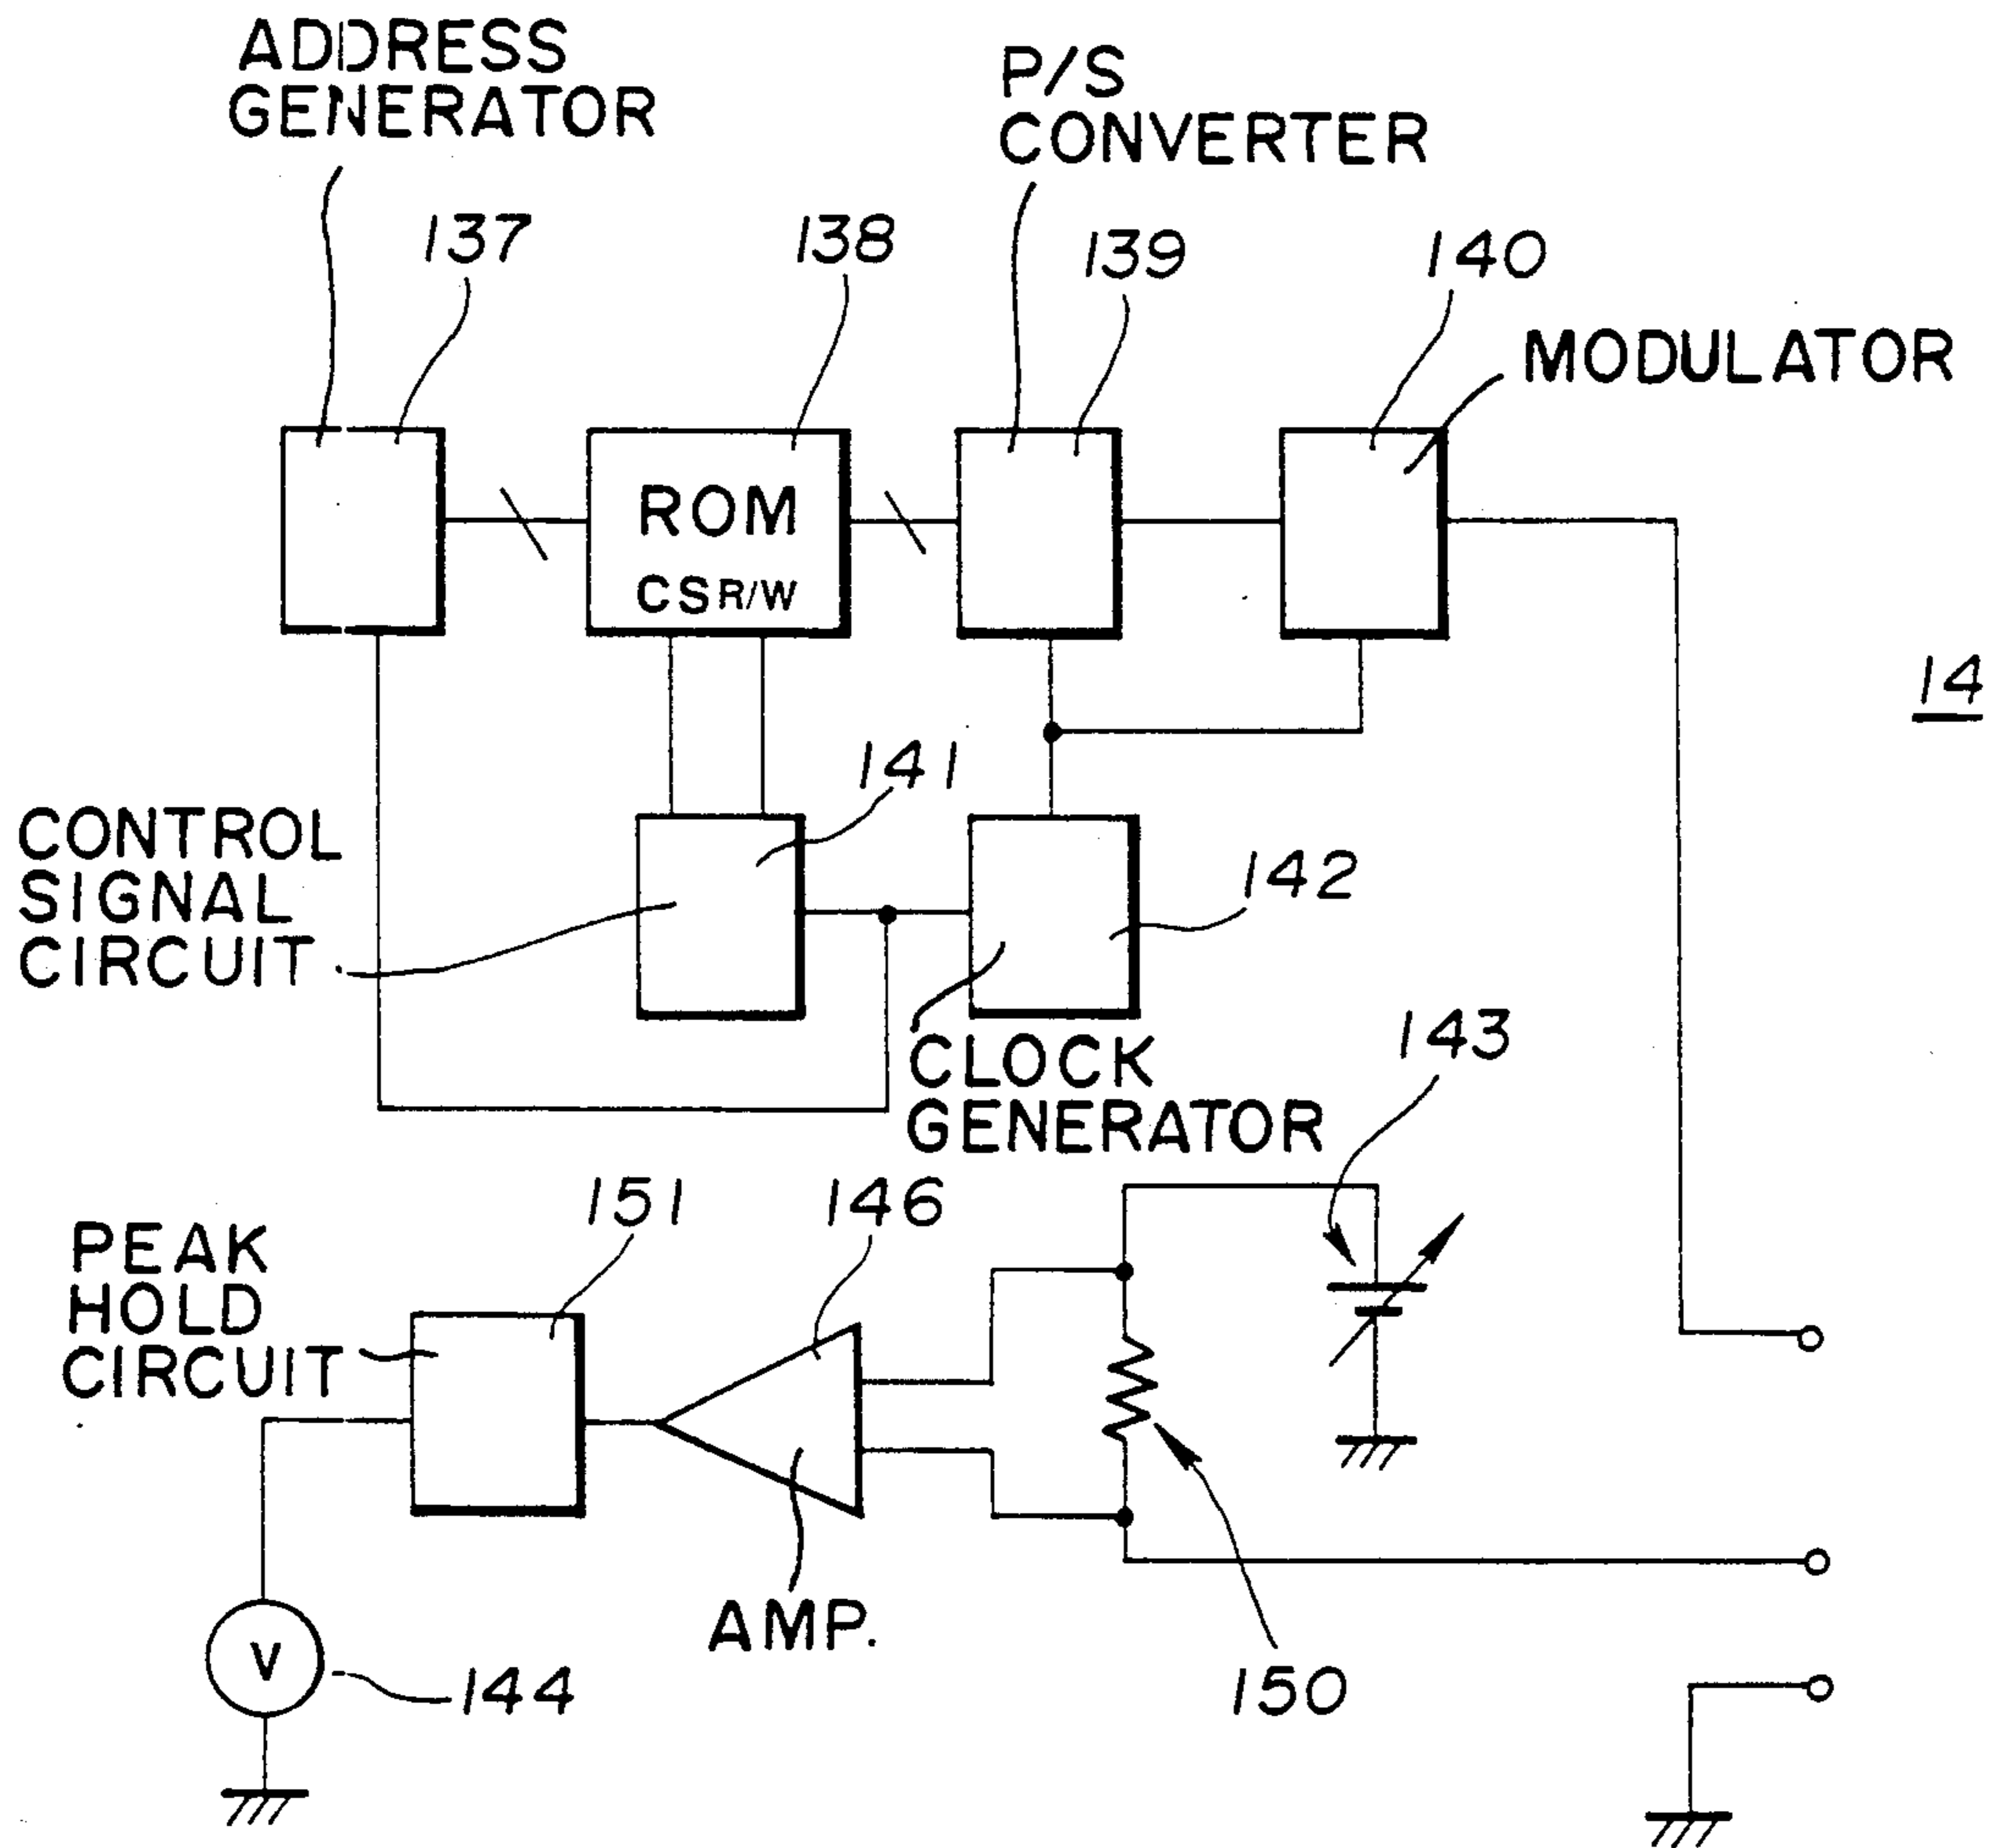 ADDRESS
GENERATOR
P/S
CONVERTER
137
138
139
140
MODULATOR
ROM
CS R/W
14
141
CONTROL
SIGNAL
CIRCUIT
142
CLOCK
GENERATOR
143
151
146
PEAK
HOLD
CIRCUIT
AMP.
V
144
150